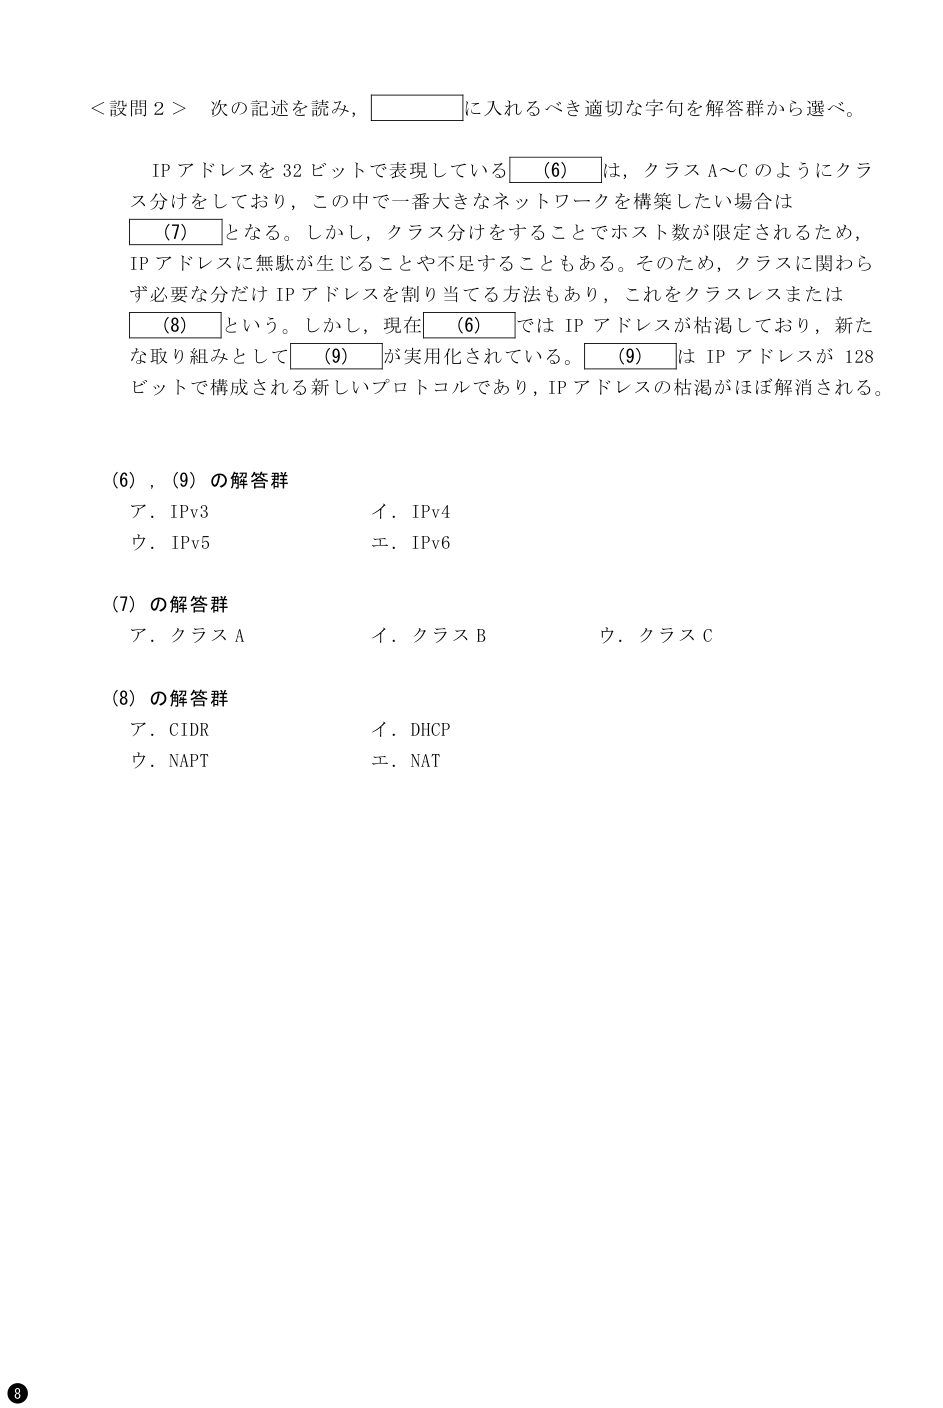 ＜設問２＞　次の記述を読み，　　　に入れるべき適切な字句を解答群から選べ。
IP アドレスを 32 ビットで表現している (6) は，クラス A～C のようにクラ
ス分けをしており，この中で一番大きなネットワークを構築したい場合は
(7) となる。しかし，クラス分けをすることでホスト数が限定されるため，
IP アドレスに無駄が生じることや不足することもある。そのため，クラスに関わら
ず必要な分だけ IP アドレスを割り当てる方法もあり，これをクラスレスまたは
(8) という。しかし，現在 (6) では IP アドレスが枯渇しており，新た
な取り組みとして (9) が実用化されている。 (9) は IP アドレスが 128
ビットで構成される新しいプロトコルであり，IP アドレスの枯渇がほぼ解消される。
(6)，(9) の解答群
ア．IPv3　　イ．IPv4
ウ．IPv5　　エ．IPv6
(7) の解答群
ア．クラス A　　イ．クラス B　　ウ．クラス C
(8) の解答群
ア．CIDR　　イ．DHCP
ウ．NAPT　　エ．NAT
8